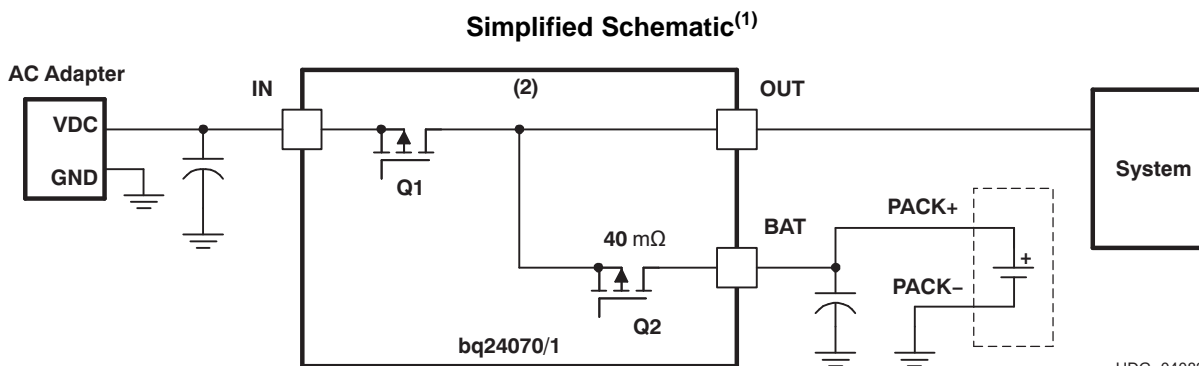 Simplified Schematic(1)
AC Adapter
VDC
GND
IN
(2)
OUT
Q1
System
PACK+
BAT
40 mΩ
+
PACK–
Q2
bq24070/1